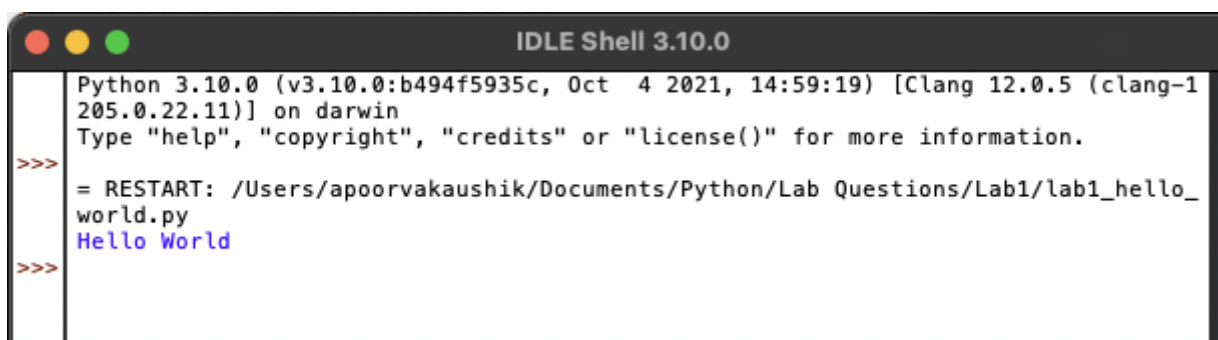 IDLE Shell 3.10.0
Python 3.10.0 (v3.10.0:b494f5935c, Oct  4 2021, 14:59:19) [Clang 12.0.5 (clang-1
205.0.22.11)] on darwin
Type "help", "copyright", "credits" or "license()" for more information.
>>>
= RESTART: /Users/apoorvakaushik/Documents/Python/Lab Questions/Lab1/lab1_hello_
world.py
Hello World
>>>